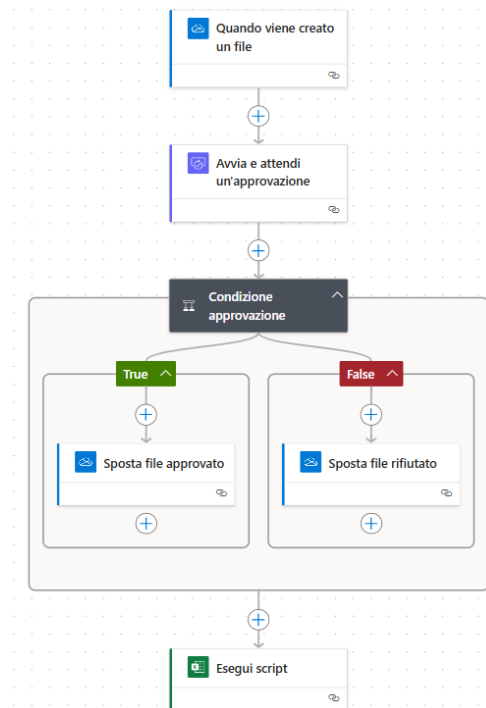 Quando viene creato
un file
Avvia e attendi
un'approvazione
Condizione
approvazione
True
False
Sposta file approvato
Sposta file rifiutato
Esegui script